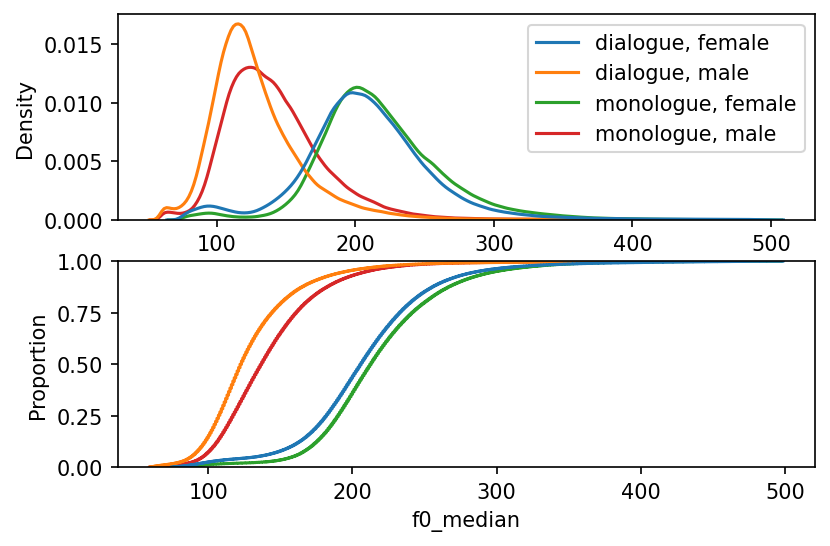 0.015
0.010
0.005
0.000
Density
dialogue, female
dialogue, male
monologue, female
monologue, male
100 200 300 400 500
1.00
0.75
0.50
0.25
0.00
Proportion
100 200 300 400 500
f0_median